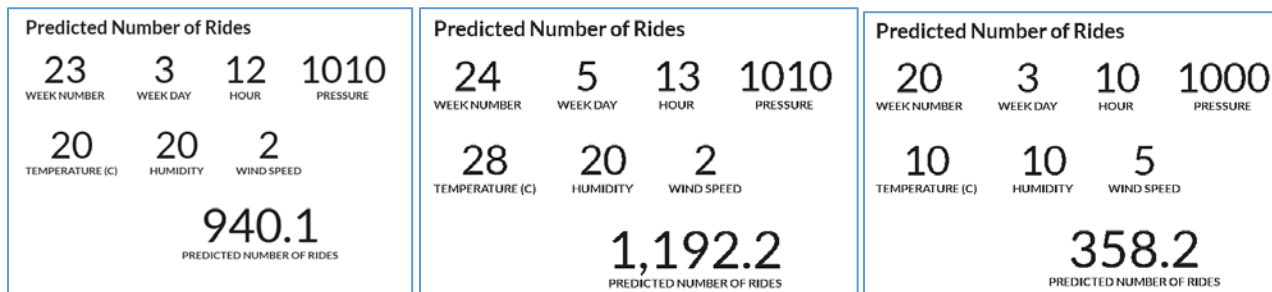 Predicted Number of Rides
23 3 12 1010
WEEK NUMBER WEEK DAY HOUR PRESSURE
20 20 2
TEMPERATURE (C) HUMIDITY WIND SPEED
940.1
PREDICTED NUMBER OF RIDES
Predicted Number of Rides
24 5 13 1010
WEEK NUMBER WEEK DAY HOUR PRESSURE
28 20 2
TEMPERATURE (C) HUMIDITY WIND SPEED
1,192.2
PREDICTED NUMBER OF RIDES
Predicted Number of Rides
20 3 10 1000
WEEK NUMBER WEEK DAY HOUR PRESSURE
10 10 5
TEMPERATURE (C) HUMIDITY WIND SPEED
358.2
PREDICTED NUMBER OF RIDES